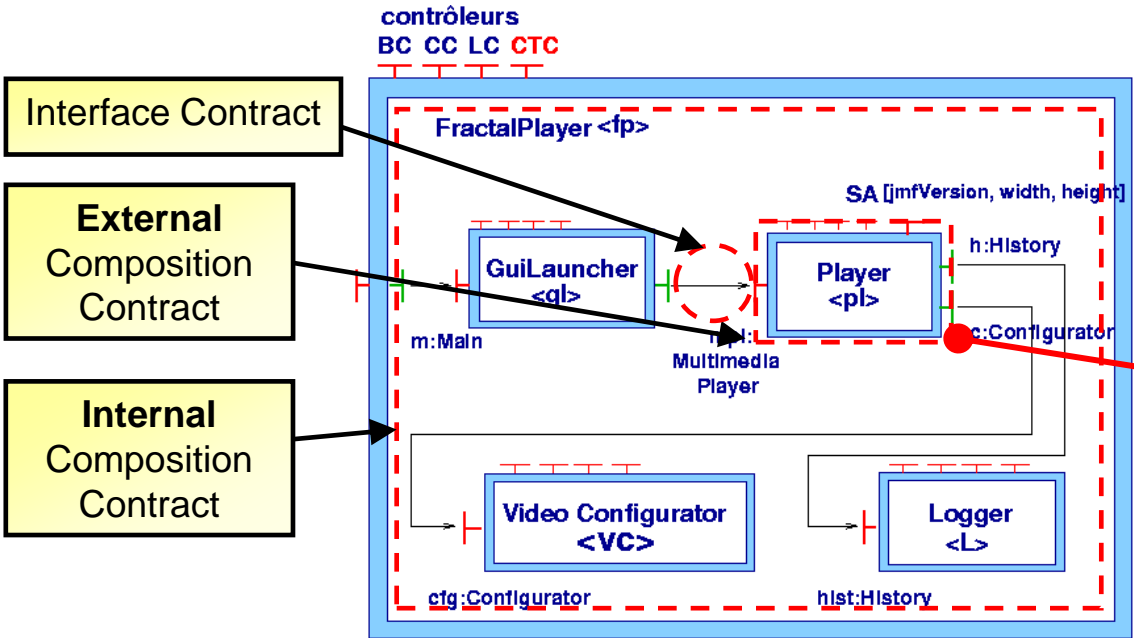 contrôleurs
BC CC LC CTC
Interface Contract
FractalPlayer <fp>
External
Composition
Contract
SA [jmfVersion, width, height]
h:History
GuiLauncher
<gl>
Player
<pl>
m:Main
c:Configurator
Multimedia
Player
Internal
Composition
Contract
Video Configurator
<VC>
Logger
<L>
cfg:Configurator
hist:History